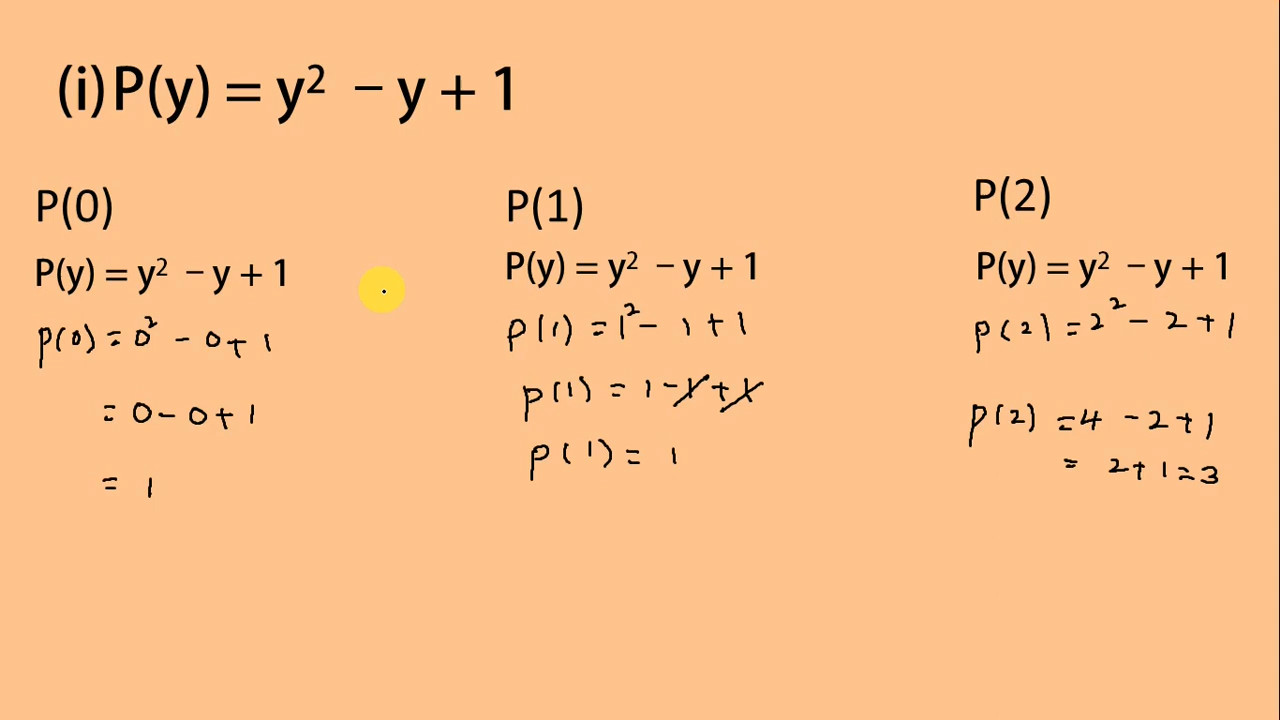 (i) P(y) = y² − y + 1
P(0)
P(y) = y² − y + 1
p(0) = 0² − 0 + 1
= 0 − 0 + 1
= 1
P(1)
P(y) = y² − y + 1
p(1) = 1² − 1 + 1
p(1) = 1 − 1 + 1
p(1) = 1
P(2)
P(y) = y² − y + 1
p(2) = 2² − 2 + 1
p(2) = 4 − 2 + 1
= 2 + 1 = 3